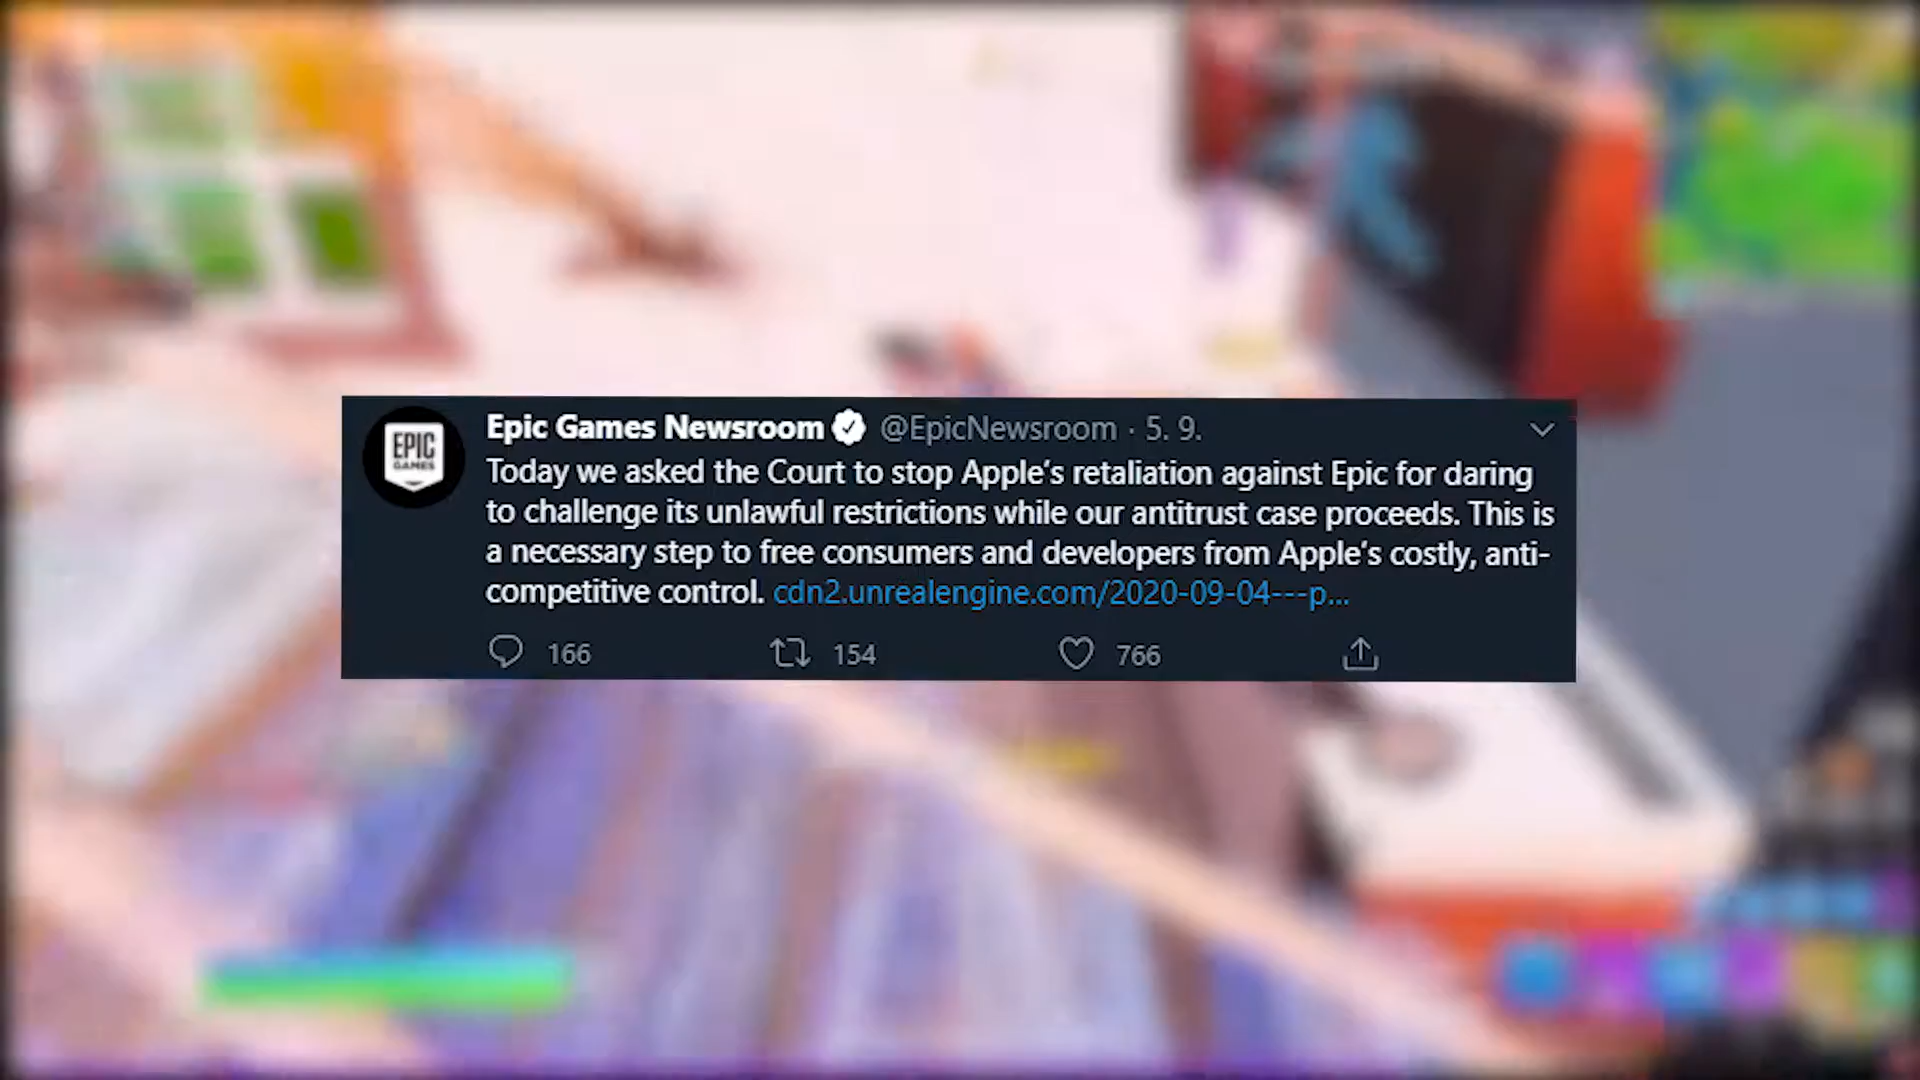 EPIC
GAMES
Epic Games Newsroom @EpicNewsroom · 5. 9.
Today we asked the Court to stop Apple's retaliation against Epic for daring
to challenge its unlawful restrictions while our antitrust case proceeds. This is
a necessary step to free consumers and developers from Apple's costly, anti-
competitive control. cdn2.unrealengine.com/2020-09-04---p...
166 154 766